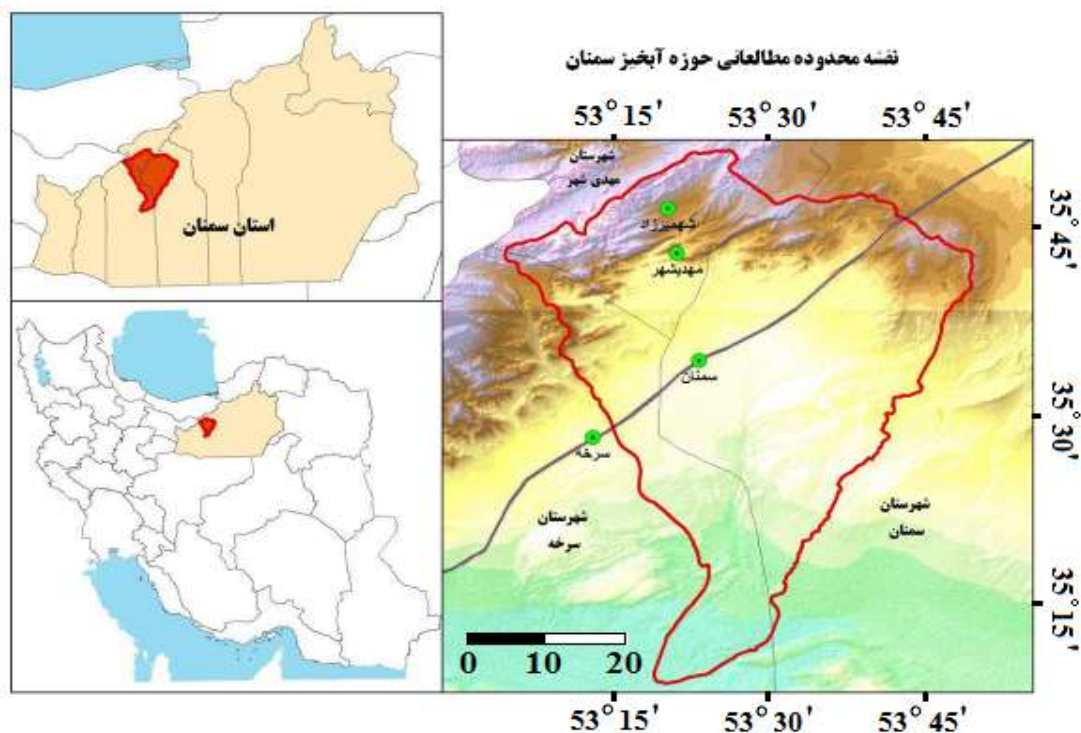 نقشه محدوده مطالعاتی حوزه آبخیز سمنان
53° 15' 53° 30' 53° 45'
شهرستان
مهدی شهر
شهمیرزاد
مهدیشهر
سمنان
سرخه
شهرستان
سرخه
شهرستان
سمنان
35° 45'
35° 30'
35° 15'
0 10 20
53° 15' 53° 30' 53° 45'
استان سمنان